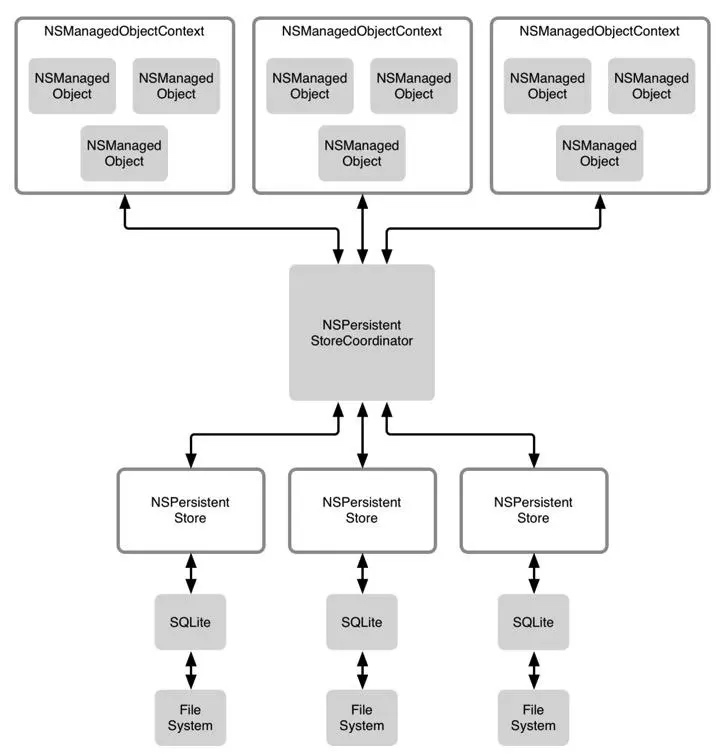 NSManagedObjectContext
NSManaged
Object
NSManaged
Object
NSManaged
Object
NSManagedObjectContext
NSManaged
Object
NSManaged
Object
NSManaged
Object
NSManagedObjectContext
NSManaged
Object
NSManaged
Object
NSManaged
Object
NSPersistent
StoreCoordinator
NSPersistent
Store
NSPersistent
Store
NSPersistent
Store
SQLite
SQLite
SQLite
File
System
File
System
File
System